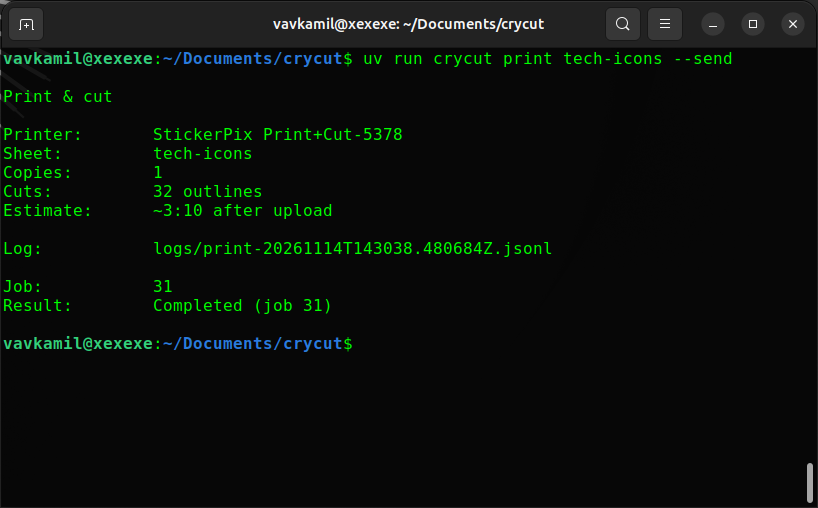 vavkamil@xexexe: ~/Documents/crycut
vavkamil@xexexe:~/Documents/crycut$ uv run crycut print tech-icons --send
Print & cut
Printer: StickerPix Print+Cut-5378
Sheet: tech-icons
Copies: 1
Cuts: 32 outlines
Estimate: ~3:10 after upload
Log: logs/print-20261114T143038.480684Z.jsonl
Job: 31
Result: Completed (job 31)
vavkamil@xexexe:~/Documents/crycut$